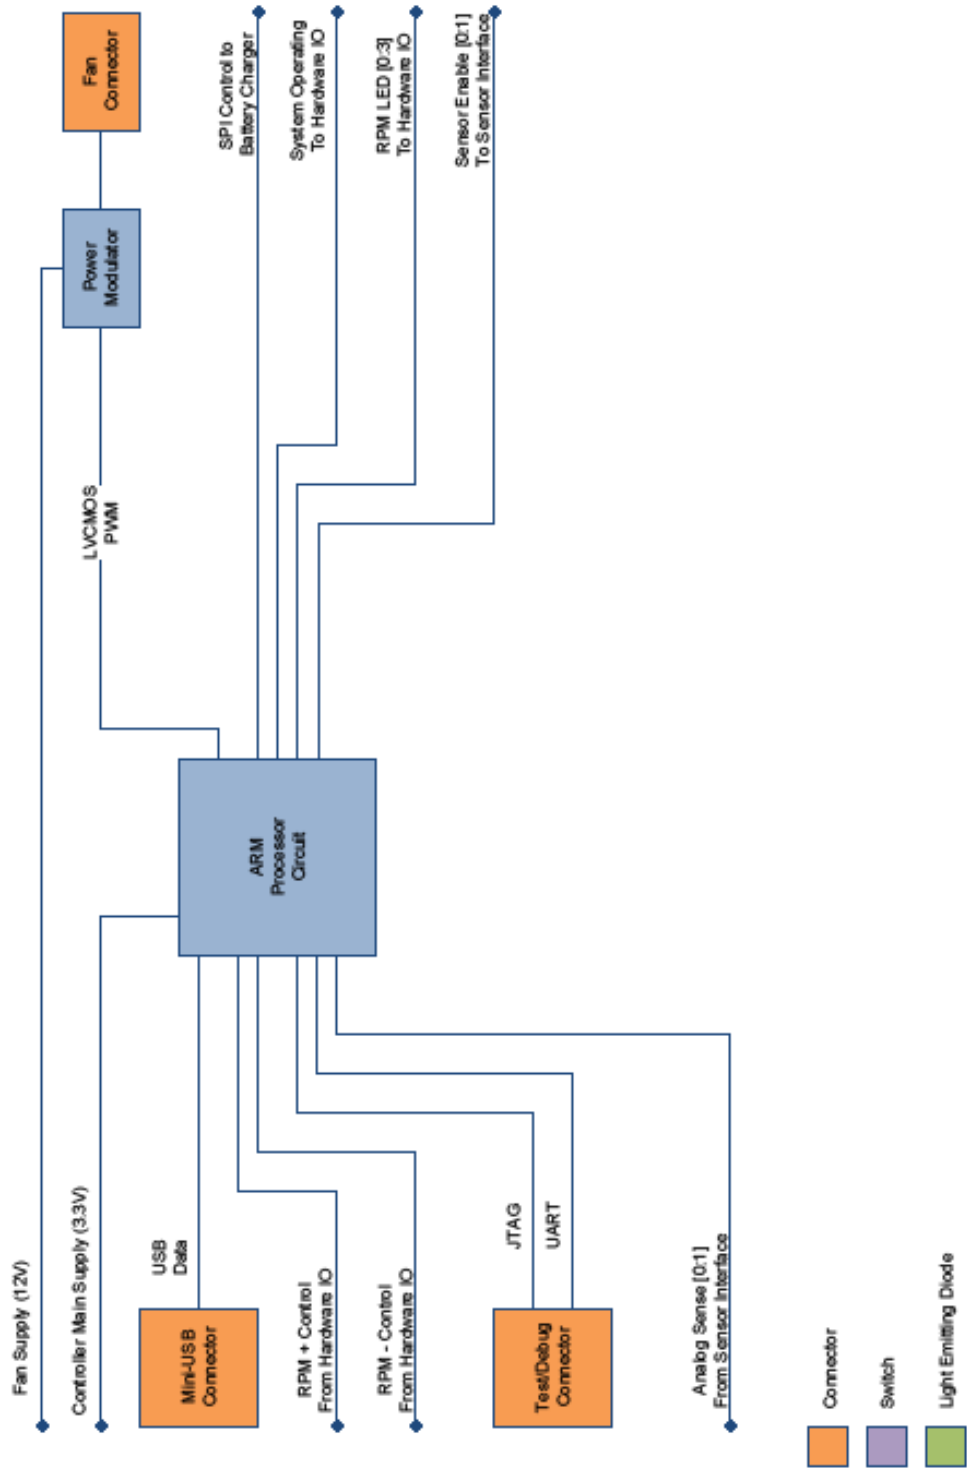 Fan Supply (12V)
Controller Main Supply (3.3V)
Mini-USB
Connector
USB
Data
RPM + Control
From Hardware IO
RPM - Control
From Hardware IO
Test/Debug
Connector
JTAG
UART
Analog Sense [0:1]
From Sensor Interface
ARM
Processor
Circuit
LVCMOS
PWM
Power
Modulator
Fan
Connector
SPI Control to
Battery Charger
System Operating
To Hardware IO
RPM LED [0:3]
To Hardware IO
Sensor Enable [0:1]
To Sensor Interface
Connector
Switch
Light Emitting Diode